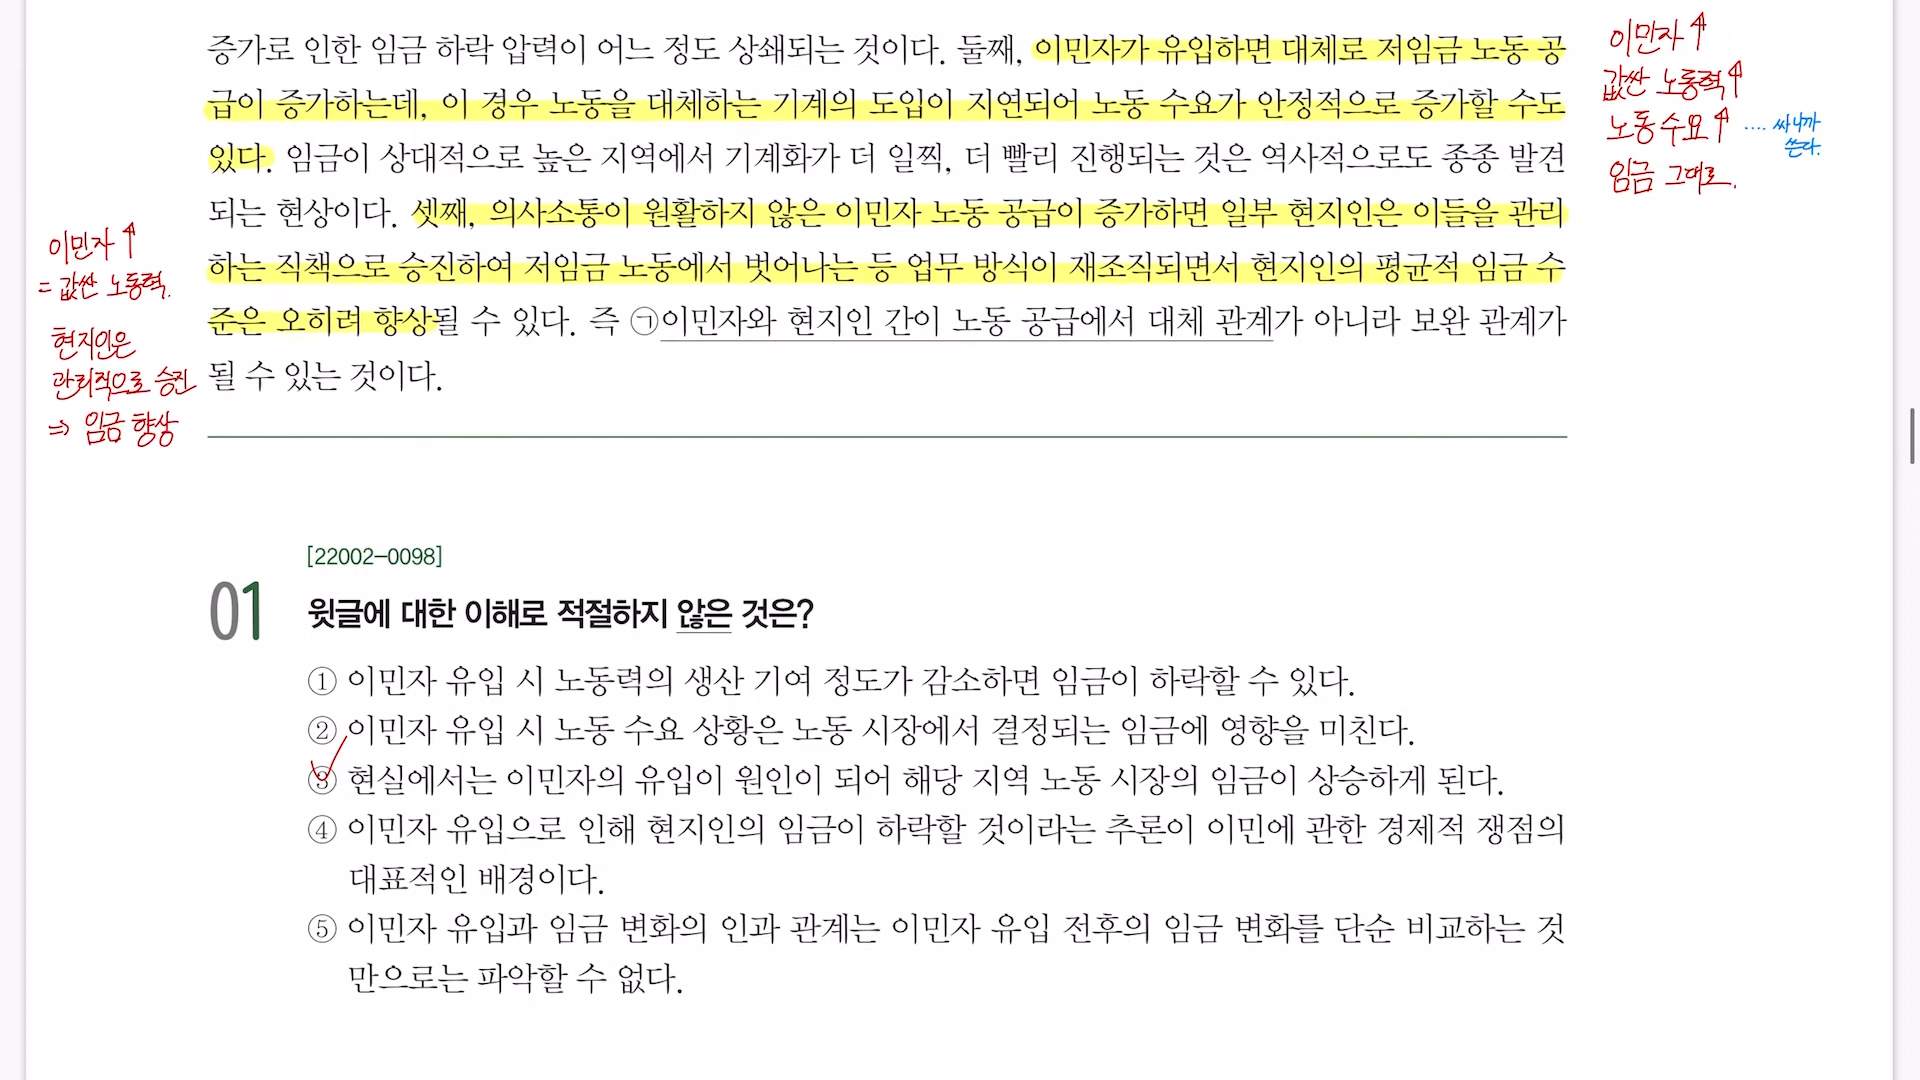 증가로 인한 임금 하락 압력이 어느 정도 상쇄되는 것이다. 둘째, 이민자가 유입하면 대체로 저임금 노동 공
급이 증가하는데, 이 경우 노동을 대체하는 기계의 도입이 지연되어 노동 수요가 안정적으로 증가할 수도
있다. 임금이 상대적으로 높은 지역에서 기계화가 더 일찍, 더 빨리 진행되는 것은 역사적으로도 종종 발견
되는 현상이다. 셋째, 의사소통이 원활하지 않은 이민자 노동 공급이 증가하면 일부 현지인은 이들을 관리
하는 직책으로 승진하여 저임금 노동에서 벗어나는 등 업무 방식이 재조직되면서 현지인의 평균적 임금 수
준은 오히려 향상될 수 있다. 즉 ㉠이민자와 현지인 간이 노동 공급에서 대체 관계가 아니라 보완 관계가
될 수 있는 것이다.
이민자↑
값싼 노동력↑
노동수요↑ .... 싸니까
쓴다.
임금 그대로.
이민자↑
= 값싼 노동력.
현지인은
관리직으로 승진
⇒ 임금 향상
[22002-0098]
01 윗글에 대한 이해로 적절하지 않은 것은?
① 이민자 유입 시 노동력의 생산 기여 정도가 감소하면 임금이 하락할 수 있다.
② 이민자 유입 시 노동 수요 상황은 노동 시장에서 결정되는 임금에 영향을 미친다.
③ 현실에서는 이민자의 유입이 원인이 되어 해당 지역 노동 시장의 임금이 상승하게 된다.
④ 이민자 유입으로 인해 현지인의 임금이 하락할 것이라는 추론이 이민에 관한 경제적 쟁점의
대표적인 배경이다.
⑤ 이민자 유입과 임금 변화의 인과 관계는 이민자 유입 전후의 임금 변화를 단순 비교하는 것
만으로는 파악할 수 없다.